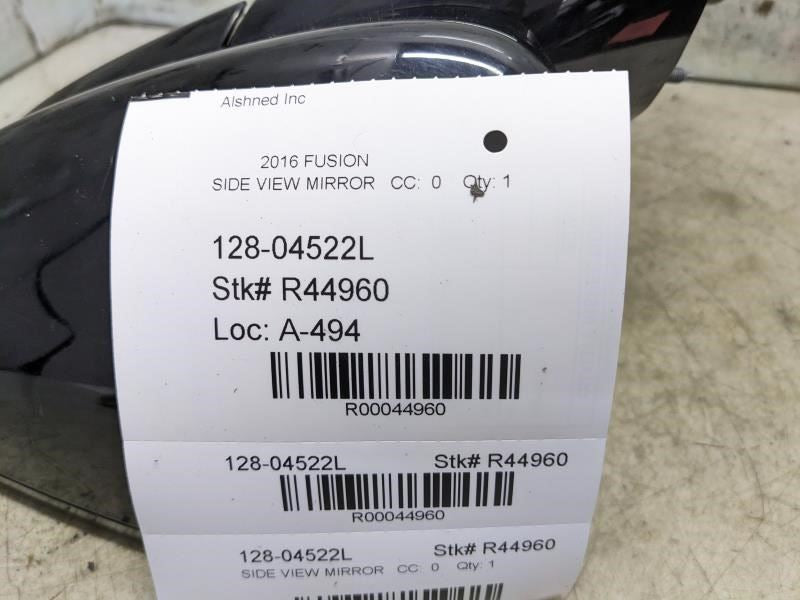 Alshned Inc
2016 FUSION
SIDE VIEW MIRROR CC: 0 Qty: 1
128-04522L
Stk# R44960
Loc: A-494
R00044960
128-04522L Stk# R44960
R00044960
128-04522L Stk# R44960
SIDE VIEW MIRROR CC: 0 Qty: 1